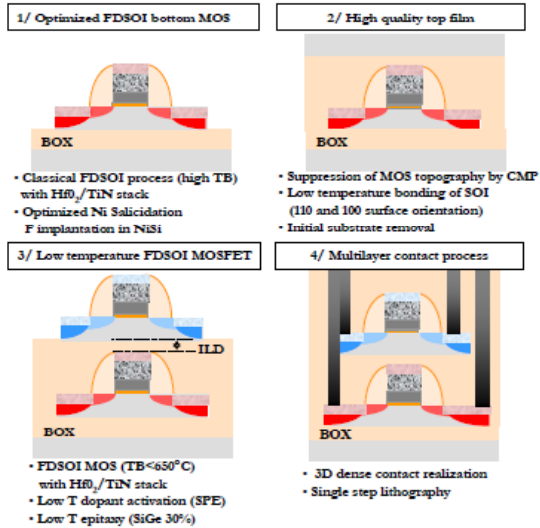 1/ Optimized FDSOI bottom MOS
BOX
• Classical FDSOI process (high TB)
with Hf0₂/TiN stack
• Optimized Ni Salicidation
F implantation in NiSi
2/ High quality top film
BOX
• Suppression of MOS topography by CMP
• Low temperature bonding of SOI
(110 and 100 surface orientation)
• Initial substrate removal
3/ Low temperature FDSOI MOSFET
ILD
BOX
• FDSOI MOS (TB<650°C)
with Hf0₂/TiN stack
• Low T dopant activation (SPE)
• Low T epitaxy (SiGe 30%)
4/ Multilayer contact process
BOX
• 3D dense contact realization
• Single step lithography